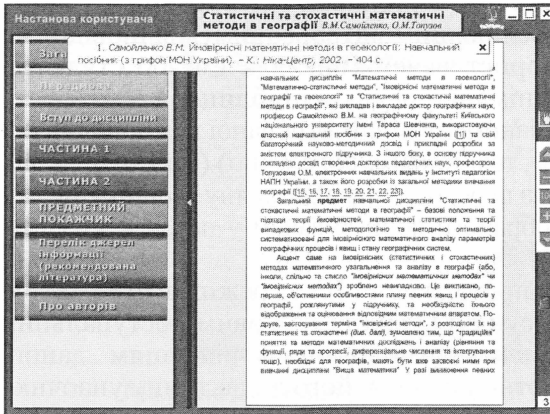 Настанова користувача
Статистичні та стохастичні математичні
методи в географії В.М.Самойленко, О.М.Топузов
1. Самойленко В.М. Ймовірнісні математичні методи в геоекології: Навчальний
посібник (з грифом МОН України). – К.: Ніка-Центр, 2002. – 404 с.
Зага
Передмова
Вступ до дисципліни
ЧАСТИНА 1
ЧАСТИНА 2
ПРЕДМЕТНИЙ
ПОКАЖЧИК
Перелік джерел
інформації
(рекомендована
література)
Про авторів
навчальних дисциплін "Математичні методи в геоекології",
"Математично-статистичні методи", "Ймовірнісні математичні методи в
географії та геоекології" та "Статистичні та стохастичні математичні
методи в географії", які викладав і викладає доктор географічних наук,
професор Самойленко В.М. на географічному факультеті Київського
національного університету імені Тараса Шевченка, використовуючи
власний навчальний посібник з грифом МОН України ([1]) та свій
багаторічний науково-методичний досвід і прикладні розробки за
змістом електронного підручника. З іншого боку, в основу підручника
покладено досвід створення доктором педагогічних наук, професором
Топузовим О.М. електронних навчальних видань у Інституті педагогіки
НАПН України, а також його розробки із загальної методики вивчання
географії ([15, 16, 17, 18, 19, 20, 21, 22, 23]).
Загальний предмет навчальної дисципліни "Статистичні та
стохастичні математичні методи в географії" – базові положення та
підходи теорії ймовірностей, математичної статистики та теорії
випадкових функцій, методологічно та методично оптимально
систематизовані для імовірнісного математичного аналізу параметрів
географічних процесів і явищ і стану географічних систем.
Акцент саме на імовірнісних (статистичних і стохастичних)
методах математичного узагальнення та аналізу в географії (або,
інколи, спільно та стисло "імовірнісних математичних методах" чи
"імовірнісних методах") зроблено невипадково. Це викликано, по-
перше, об'єктивними особливостями плину певних явищ і процесів у
географії, розглянутими у підручнику, та необхідністю їхнього
відображення та оцінювання відповідним математичним апаратом. По-
друге, застосування терміна "імовірнісні методи", з розподілом їх на
статистичні та стохастичні (див. далі), зумовлено тим, що "традиційні"
поняття та методи математичних досліджень і аналізу (рівняння та
функції, ряди та прогресії, диференціальне числення та інтегрування
тощо), необхідні для географів, мають бути вже засвоєні ними при
вивченні дисципліни "Вища математика". У разі виникнення певних
3